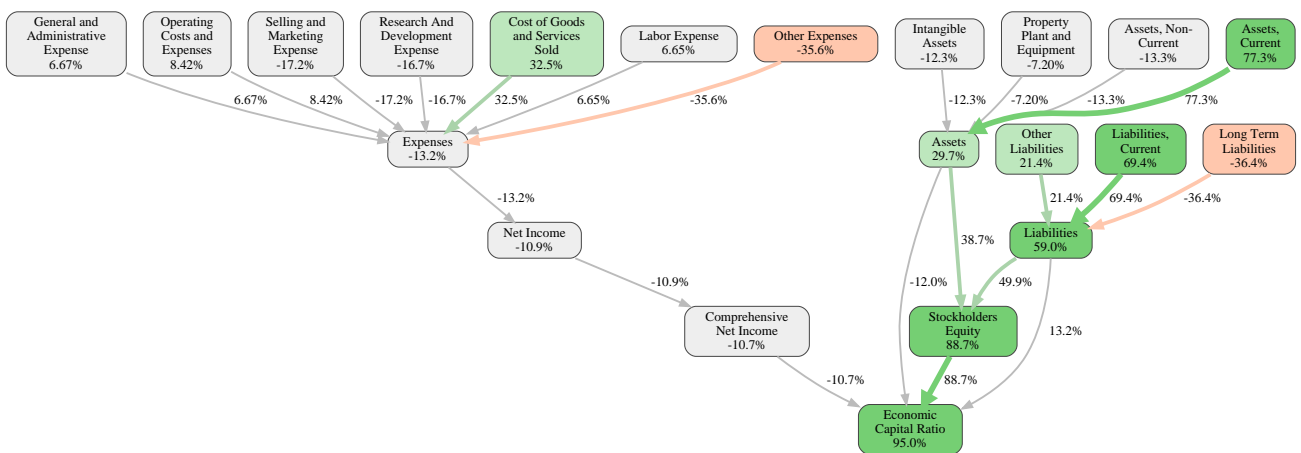 General and
Administrative
Expense
6.67%
Operating
Costs and
Expenses
8.42%
Selling and
Marketing
Expense
-17.2%
Research And
Development
Expense
-16.7%
Cost of Goods
and Services
Sold
32.5%
Labor Expense
6.65%
Other Expenses
-35.6%
Intangible
Assets
-12.3%
Property
Plant and
Equipment
-7.20%
Assets, Non-
Current
-13.3%
Assets,
Current
77.3%
6.67%
8.42%
-17.2%
-16.7%
32.5%
6.65%
-35.6%
-12.3%
-7.20%
-13.3%
77.3%
Expenses
-13.2%
Assets
29.7%
Other
Liabilities
21.4%
Liabilities,
Current
69.4%
Long Term
Liabilities
-36.4%
-13.2%
21.4%
69.4%
-36.4%
Net Income
-10.9%
38.7%
Liabilities
59.0%
-10.9%
-12.0%
49.9%
Comprehensive
Net Income
-10.7%
Stockholders
Equity
88.7%
13.2%
-10.7%
88.7%
Economic
Capital Ratio
95.0%